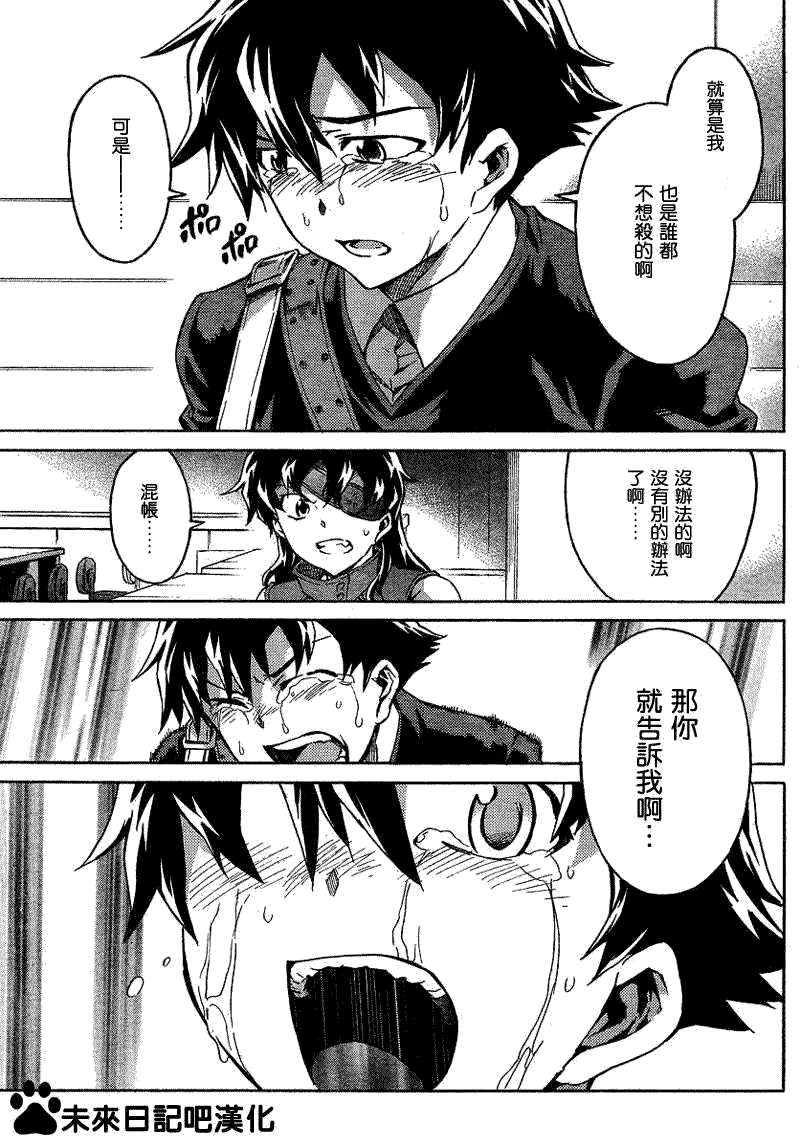 就算是我
也是誰都
不想殺的啊
可是——……
ポロ
ポロ
沒辦法的啊
沒有別的辦法
了啊……
混帳……
那你
就告訴我啊…
未來日記吧漢化